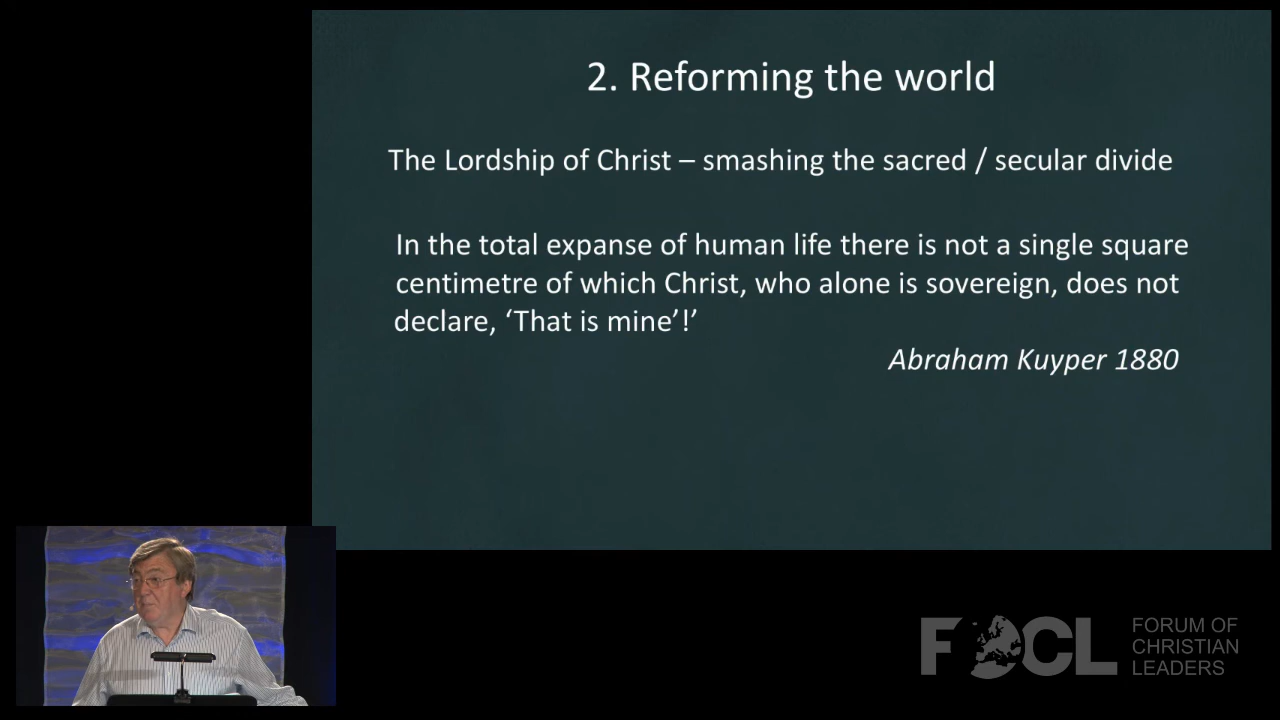 2. Reforming the world
The Lordship of Christ – smashing the sacred / secular divide
In the total expanse of human life there is not a single square
centimetre of which Christ, who alone is sovereign, does not
declare, ‘That is mine’!’
Abraham Kuyper 1880
FOCL
FORUM OF
CHRISTIAN
LEADERS